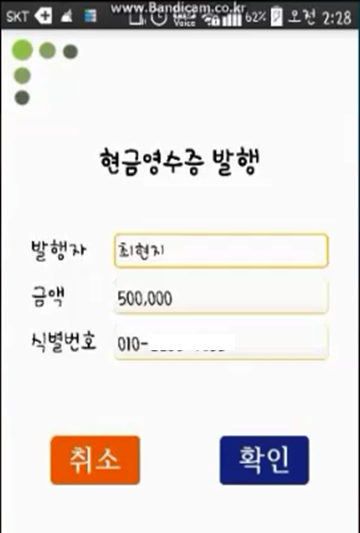 www.Bandicam.co.kr
SKT 62% 오전 2:28
현금영수증 발행
발행자 최현지
금액 500,000
식별번호 010-
취소 확인